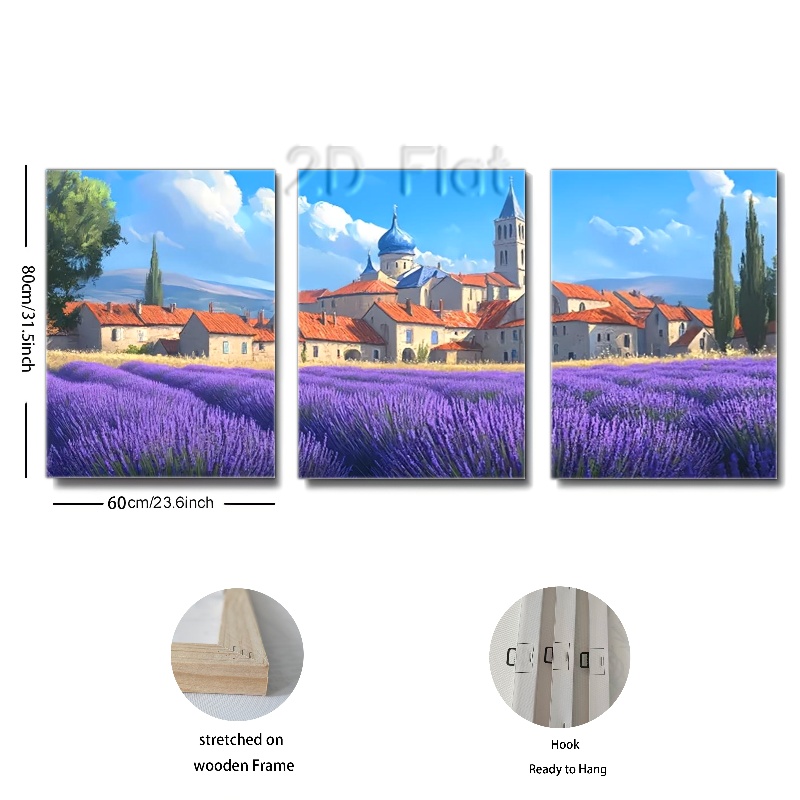 2D Flat
80cm/31.5inch
60cm/23.6inch
stretched on
wooden Frame
Hook
Ready to Hang